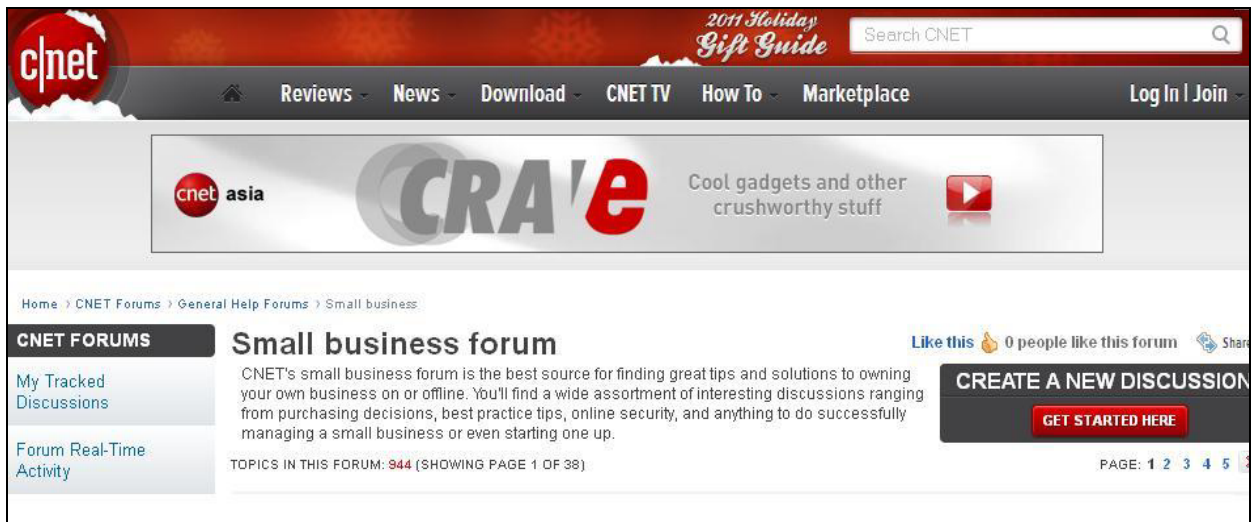 2011 Holiday
Gift Guide
Search CNET
c|net
Reviews News Download CNET TV How To Marketplace Log In | Join
cnet asia
CRAVE
Cool gadgets and other
crushworthy stuff
Home › CNET Forums › General Help Forums › Small business
CNET FORUMS
My Tracked
Discussions
Forum Real-Time
Activity
Small business forum
Like this 0 people like this forum Share
CNET's small business forum is the best source for finding great tips and solutions to owning
your own business on or offline. You'll find a wide assortment of interesting discussions ranging
from purchasing decisions, best practice tips, online security, and anything to do successfully
managing a small business or even starting one up.
CREATE A NEW DISCUSSION
GET STARTED HERE
TOPICS IN THIS FORUM: 944 (SHOWING PAGE 1 OF 38)
PAGE: 1 2 3 4 5